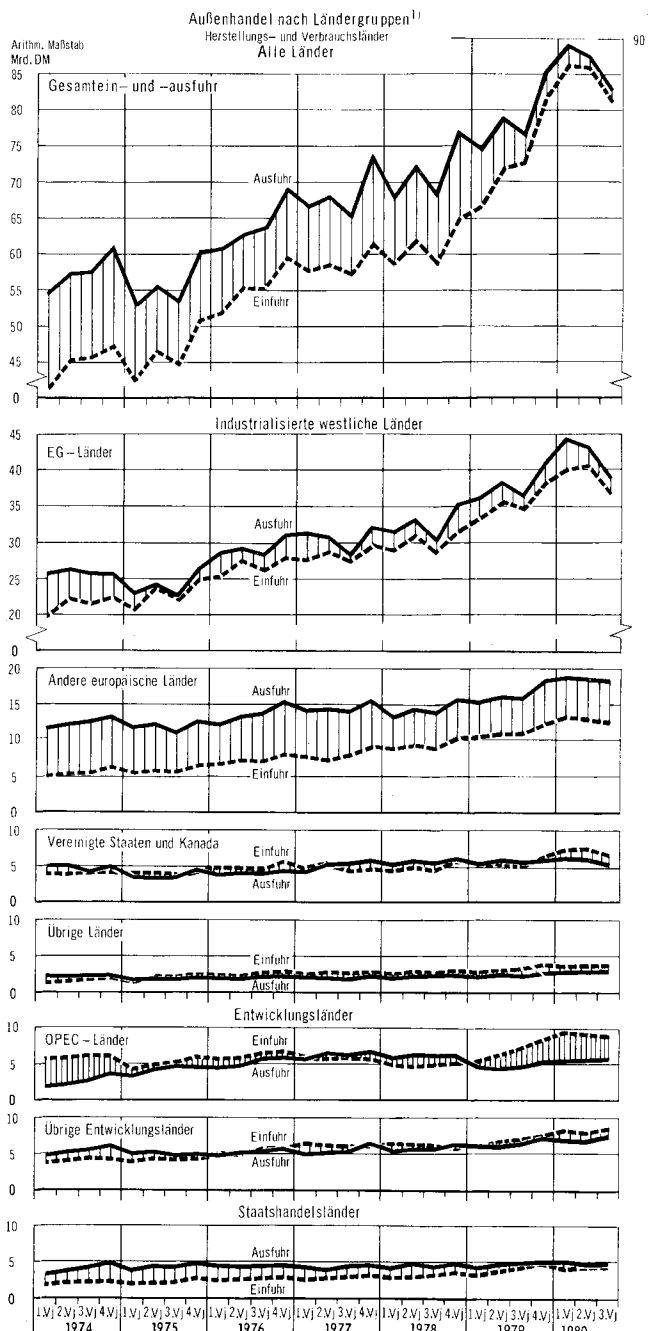 Außenhandel nach Ländergruppen1)
Herstellungs- und Verbrauchsländer
Alle Länder
Arithm. Maßstab
Mrd. DM
90
85
Gesamtein- und -ausfuhr
80
75
70
Ausfuhr
65
60
55
Einfuhr
50
45
0
Industrialisierte westliche Länder
45
EG-Länder
40
35
Ausfuhr
30
Einfuhr
25
20
0
20
Andere europäische Länder
Ausfuhr
15
10
Einfuhr
5
0
10
Vereinigte Staaten und Kanada
Einfuhr
5
Ausfuhr
0
10
Übrige Länder
Einfuhr
5
Ausfuhr
0
Entwicklungsländer
10
OPEC-Länder
Einfuhr
5
Ausfuhr
0
10
Übrige Entwicklungsländer
Einfuhr
5
Ausfuhr
0
Staatshandelsländer
10
Ausfuhr
5
Einfuhr
0
1.Vj 2.Vj 3.Vj 4.Vj 1.Vj 2.Vj 3.Vj 4.Vj 1.Vj 2.Vj 3.Vj 4.Vj 1.Vj 2.Vj 3.Vj 4.Vj 1.Vj 2.Vj 3.Vj 4.Vj 1.Vj 2.Vj 3.Vj 4.Vj 1.Vj 2.Vj 3.Vj
1974 1975 1976 1977 1978 1979 1980